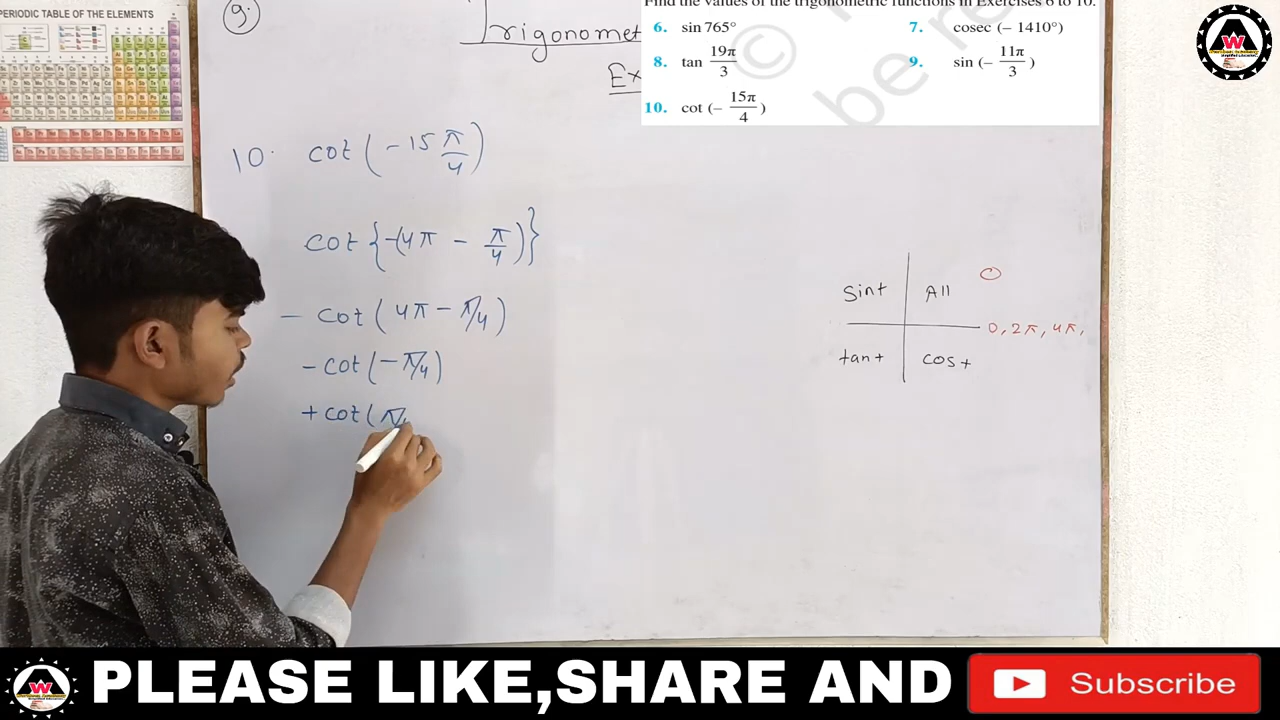 PERIODIC TABLE OF THE ELEMENTS
9.
Trigonomet
Ex
Find the values of the trigonometric functions in Exercises 6 to 10.
6. sin 765°
7. cosec (– 1410°)
8. tan 19π/3
9. sin (– 11π/3)
10. cot (– 15π/4)
be re
10. cot (-15 π/4)
cot {-(4π - π/4)}
- cot (4π - π/4)
- cot (- π/4)
+ cot (π/
Sin+ All
0, 2π, 4π,
tan + cos +
W
W
PLEASE LIKE,SHARE AND Subscribe